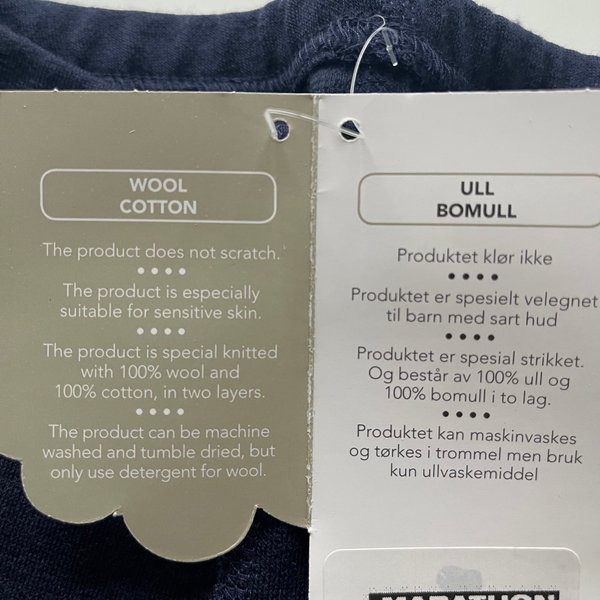 WOOL
COTTON
The product does not scratch.
The product is especially
suitable for sensitive skin.
The product is special knitted
with 100% wool and
100% cotton, in two layers.
The product can be machine
washed and tumble dried, but
only use detergent for wool.
ULL
BOMULL
Produktet klør ikke
Produktet er spesielt velegnet
til barn med sart hud
Produktet er spesial strikket.
Og består av 100% ull og
100% bomull i to lag.
Produktet kan maskinvaskes
og tørkes i trommel men bruk
kun ullvaskemiddel
MARATHON